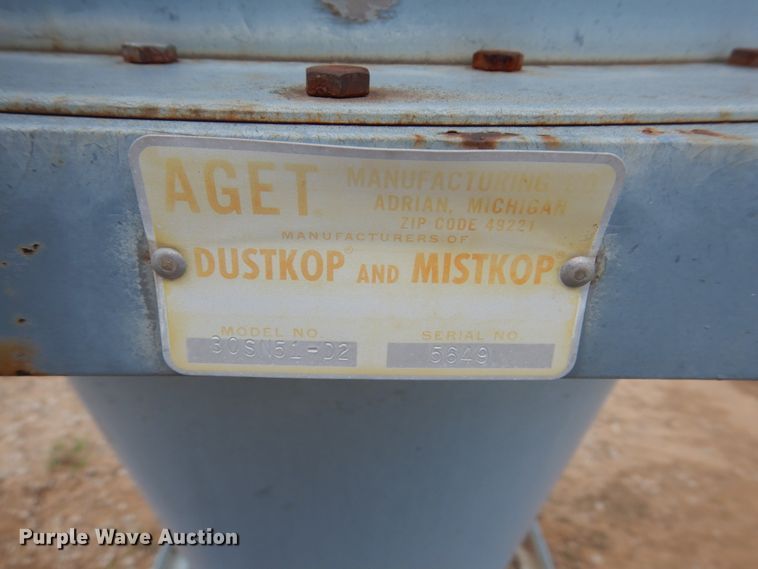 AGET MANUFACTURING CO
ADRIAN, MICHIGAN
ZIP CODE 49221
MANUFACTURERS OF
DUSTKOP® AND MISTKOP®
MODEL NO SERIAL NO
30SN51-D2 5649
Purple Wave Auction